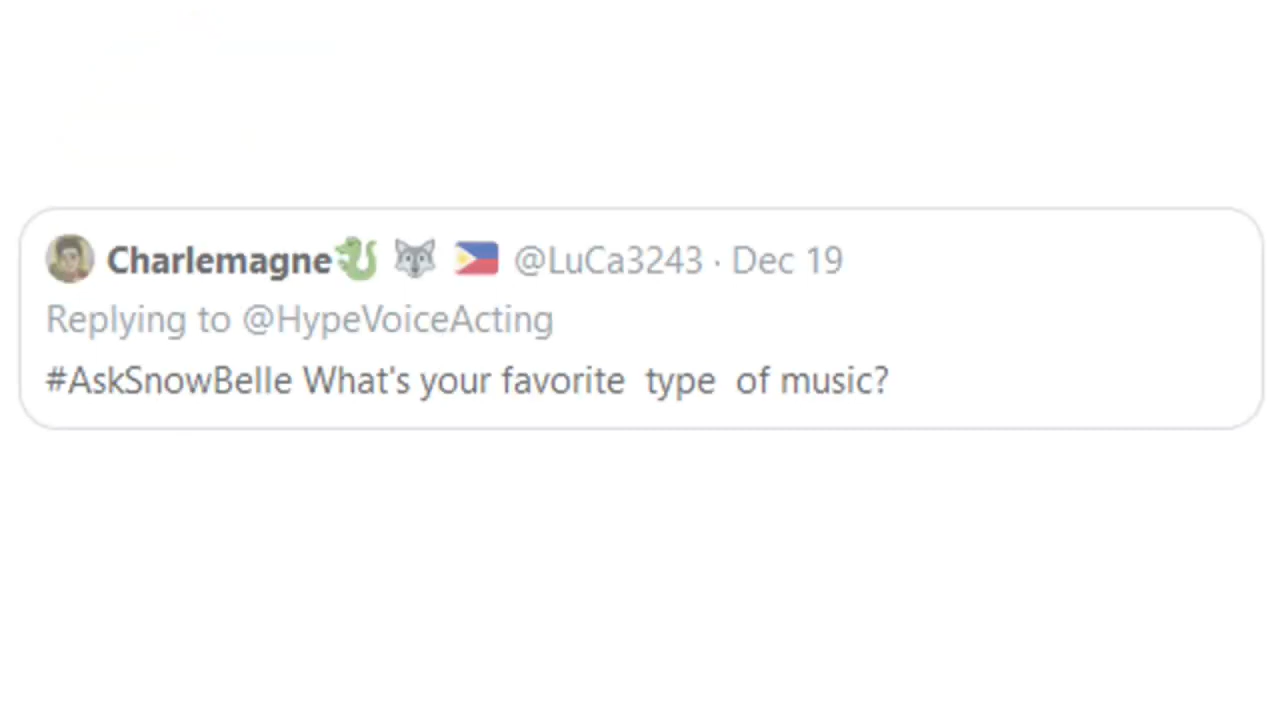 Charlemagne🐉 🐺 🇵🇭 @LuCa3243 · Dec 19
Replying to @HypeVoiceActing
#AskSnowBelle What's your favorite  type  of music?